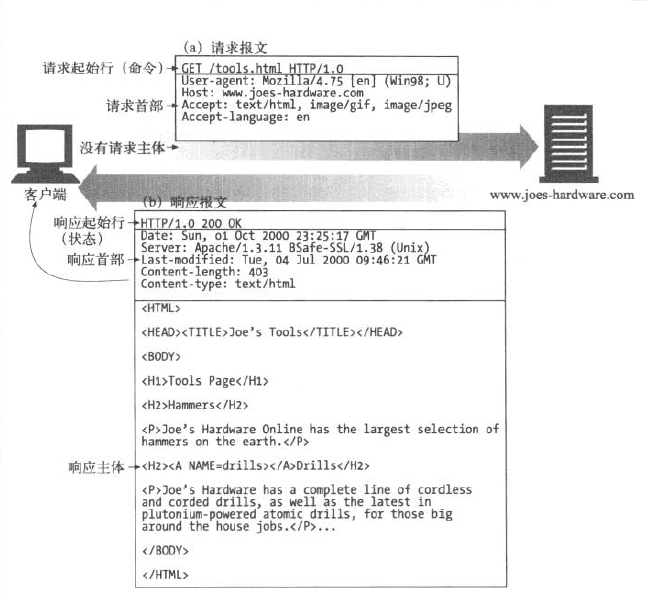 (a) 请求报文
请求起始行（命令）
GET /tools.html HTTP/1.0
User-agent: Mozilla/4.75 [en] (Win98; U)
Host: www.joes-hardware.com
请求首部
Accept: text/html, image/gif, image/jpeg
Accept-language: en
没有请求主体
客户端
www.joes-hardware.com
(b) 响应报文
响应起始行
（状态）
HTTP/1.0 200 OK
Date: Sun, 01 Oct 2000 23:25:17 GMT
Server: Apache/1.3.11 BSafe-SSL/1.38 (Unix)
响应首部
Last-modified: Tue, 04 Jul 2000 09:46:21 GMT
Content-length: 403
Content-type: text/html
<HTML>
<HEAD><TITLE>Joe's Tools</TITLE></HEAD>
<BODY>
<H1>Tools Page</H1>
<H2>Hammers</H2>
<P>Joe's Hardware Online has the largest selection of
hammers on the earth.</P>
响应主体
<H2><A NAME=drills></A>Drills</H2>
<P>Joe's Hardware has a complete line of cordless
and corded drills, as well as the latest in
plutonium-powered atomic drills, for those big
around the house jobs.</P>...
</BODY>
</HTML>